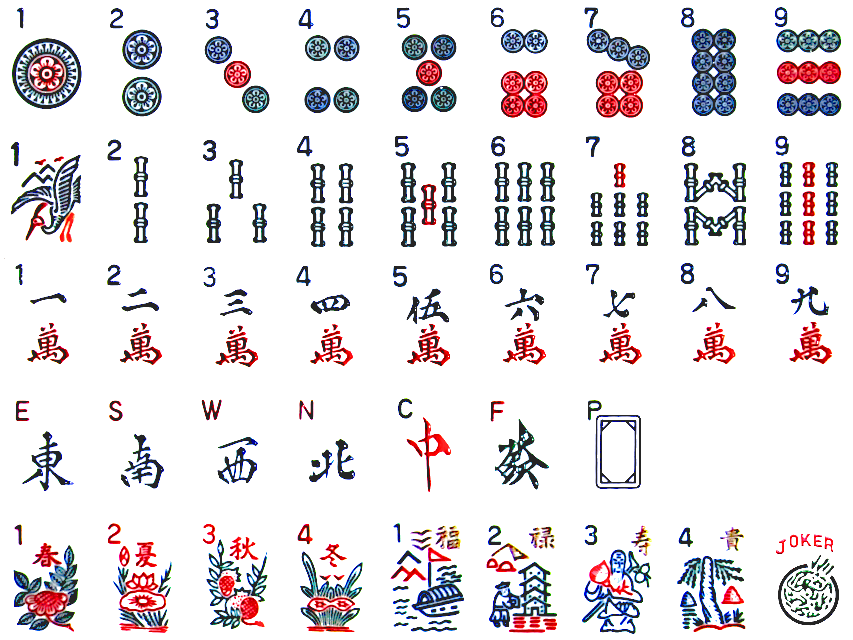 1 2 3 4 5 6 7 8 9
1 2 3 4 5 6 7 8 9
1 2 3 4 5 6 7 8 9
一 二 三 四 伍 六 七 八 九
萬 萬 萬 萬 萬 萬 萬 萬 萬
E S W N C F P
東 南 西 北 中 發
1 2 3 4 1 2 3 4
春 夏 秋 冬 福 禄 寿 貴 JOKER